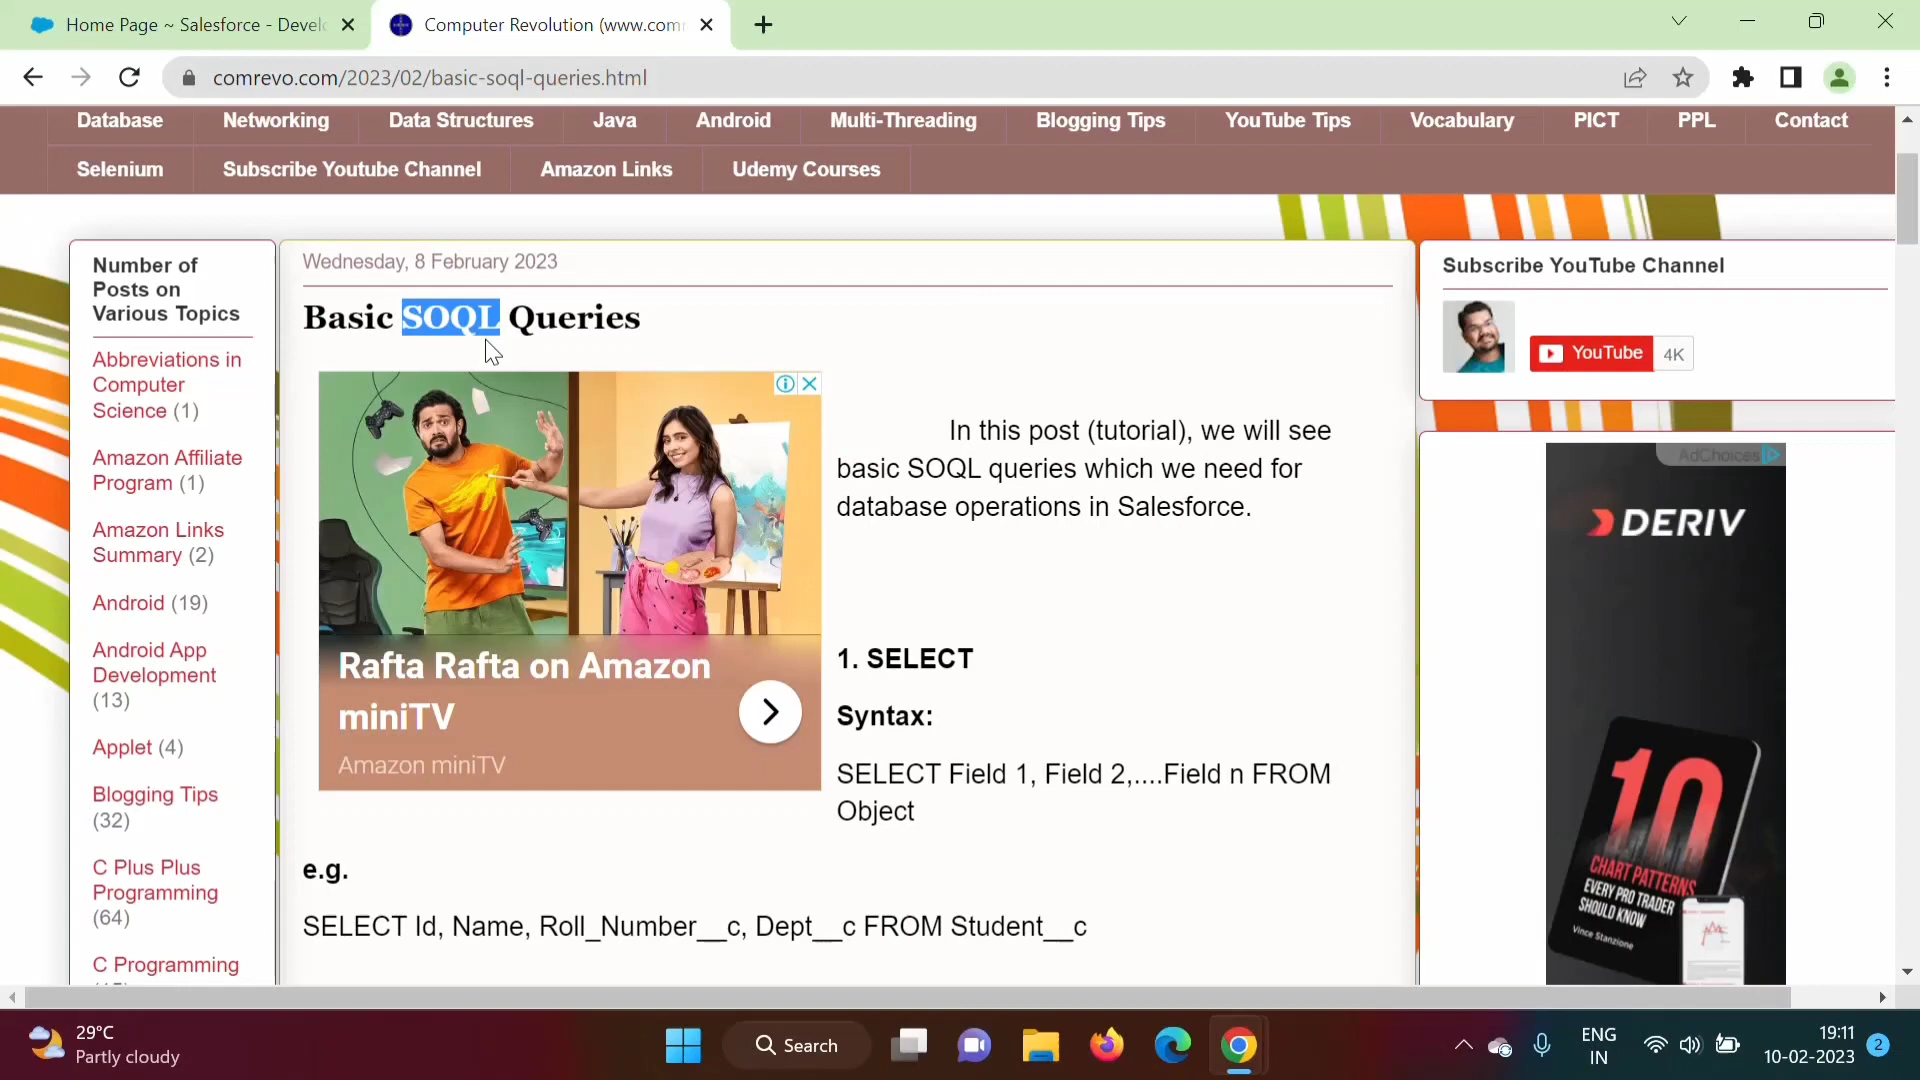 Home Page ~ Salesforce - Devel
Computer Revolution (www.com
comrevo.com/2023/02/basic-soql-queries.html
Database Networking Data Structures Java Android Multi-Threading Blogging Tips YouTube Tips Vocabulary PICT PPL Contact
Selenium Subscribe Youtube Channel Amazon Links Udemy Courses
Number of
Posts on
Various Topics
Abbreviations in
Computer
Science (1)
Amazon Affiliate
Program (1)
Amazon Links
Summary (2)
Android (19)
Android App
Development
(13)
Applet (4)
Blogging Tips
(32)
C Plus Plus
Programming
(64)
C Programming
Wednesday, 8 February 2023
Basic SOQL Queries
Rafta Rafta on Amazon
miniTV
Amazon miniTV
In this post (tutorial), we will see
basic SOQL queries which we need for
database operations in Salesforce.
1. SELECT
Syntax:
SELECT Field 1, Field 2,....Field n FROM
Object
e.g.
SELECT Id, Name, Roll_Number__c, Dept__c FROM Student__c
Subscribe YouTube Channel
YouTube 4K
AdChoices
DERIV
10
CHART PATTERNS
EVERY PRO TRADER
SHOULD KNOW
Vince Stanzione
29°C
Partly cloudy
Search
ENG
IN
19:11
10-02-2023
2